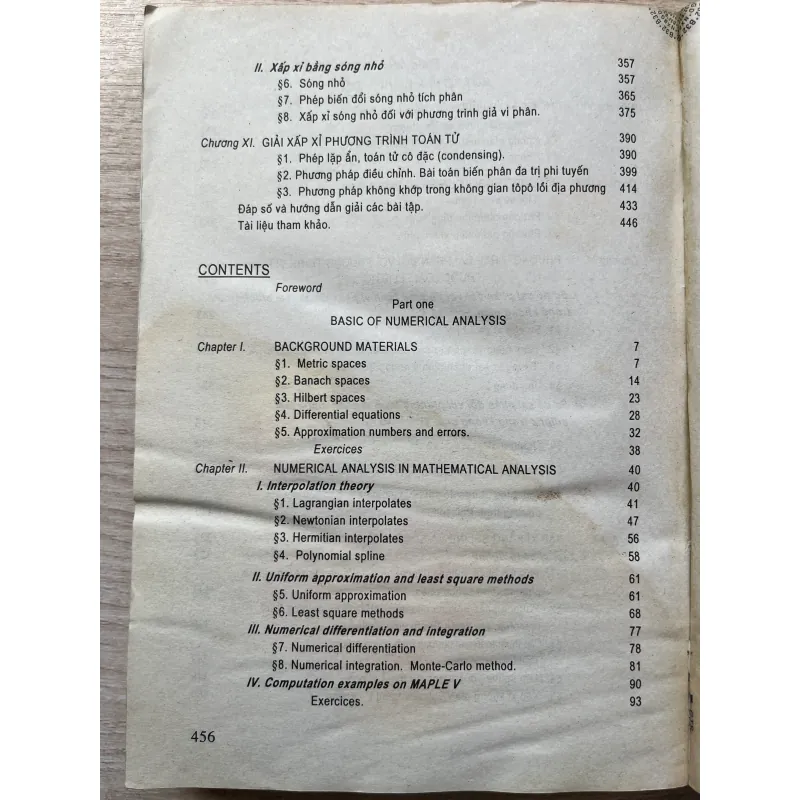 II. Xấp xỉ bằng sóng nhỏ 357
§6. Sóng nhỏ 357
§7. Phép biến đổi sóng nhỏ tích phân 365
§8. Xấp xỉ sóng nhỏ đối với phương trình giả vi phân. 375
Chương XI. GIẢI XẤP XỈ PHƯƠNG TRÌNH TOÁN TỬ 390
§1. Phép lặp ẩn, toán tử cô đặc (condensing). 390
§2. Phương pháp điều chỉnh. Bài toán biến phân đa trị phi tuyến 399
§3. Phương pháp không khớp trong không gian tôpô lồi địa phương 414
Đáp số và hướng dẫn giải các bài tập. 433
Tài liệu tham khảo. 446
CONTENTS
Foreword
Part one
BASIC OF NUMERICAL ANALYSIS
Chapter I. BACKGROUND MATERIALS 7
§1. Metric spaces 7
§2. Banach spaces 14
§3. Hilbert spaces 23
§4. Differential equations 28
§5. Approximation numbers and errors. 32
Exercices 38
Chapter II. NUMERICAL ANALYSIS IN MATHEMATICAL ANALYSIS 40
I. Interpolation theory 40
§1. Lagrangian interpolates 41
§2. Newtonian interpolates 47
§3. Hermitian interpolates 56
§4. Polynomial spline 58
II. Uniform approximation and least square methods 61
§5. Uniform approximation 61
§6. Least square methods 68
III. Numerical differentiation and integration 77
§7. Numerical differentiation 78
§8. Numerical integration. Monte-Carlo method. 81
IV. Computation examples on MAPLE V 90
Exercices. 93
456